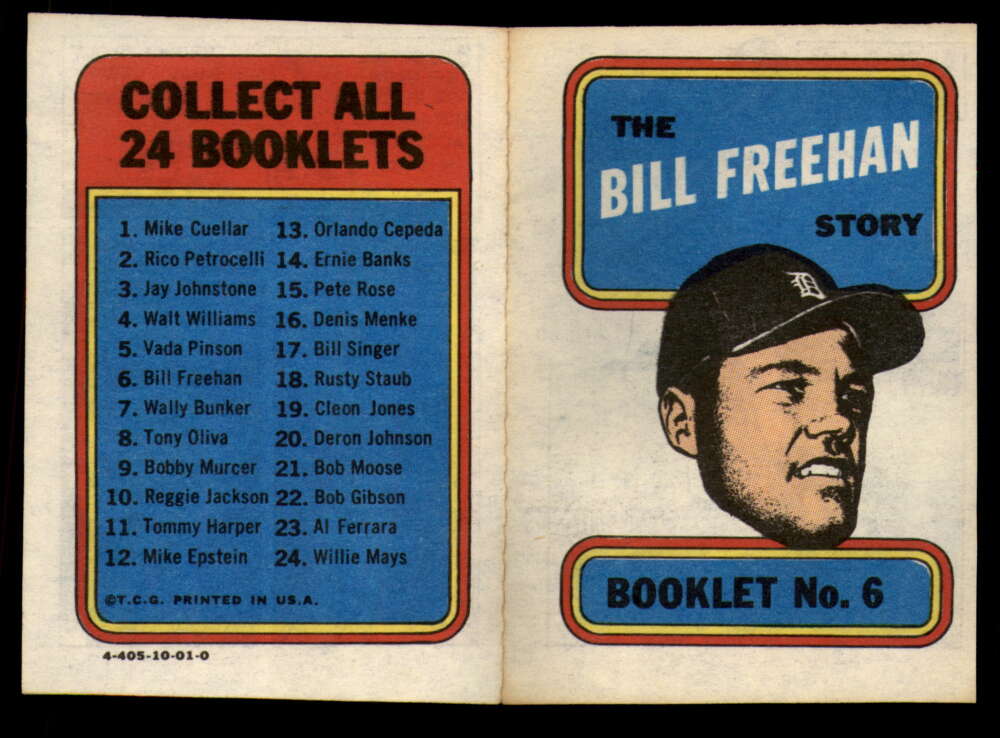 COLLECT ALL
24 BOOKLETS
1. Mike Cuellar
2. Rico Petrocelli
3. Jay Johnstone
4. Walt Williams
5. Vada Pinson
6. Bill Freehan
7. Wally Bunker
8. Tony Oliva
9. Bobby Murcer
10. Reggie Jackson
11. Tommy Harper
12. Mike Epstein
13. Orlando Cepeda
14. Ernie Banks
15. Pete Rose
16. Denis Menke
17. Bill Singer
18. Rusty Staub
19. Cleon Jones
20. Deron Johnson
21. Bob Moose
22. Bob Gibson
23. Al Ferrara
24. Willie Mays
©T.C.G. PRINTED IN U.S.A.
4-405-10-01-0
THE
BILL FREEHAN
STORY
D
BOOKLET No. 6